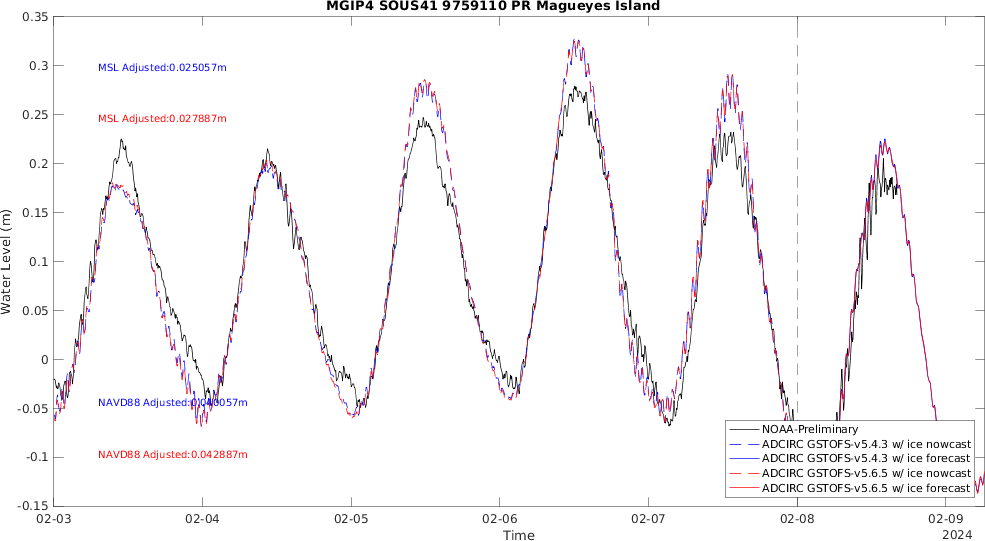 MGIP4 SOUS41 9759110 PR Magueyes Island
0.35
0.3
0.25
0.2
0.15
0.1
0.05
0
-0.05
-0.1
-0.15
Water Level (m)
MSL Adjusted:0.025057m
MSL Adjusted:0.027887m
NAVD88 Adjusted:0.040057m
NAVD88 Adjusted:0.042887m
NOAA-Preliminary
ADCIRC GSTOFS-v5.4.3 w/ ice nowcast
ADCIRC GSTOFS-v5.4.3 w/ ice forecast
ADCIRC GSTOFS-v5.6.5 w/ ice nowcast
ADCIRC GSTOFS-v5.6.5 w/ ice forecast
02-03 02-04 02-05 02-06 02-07 02-08 02-09
Time
2024